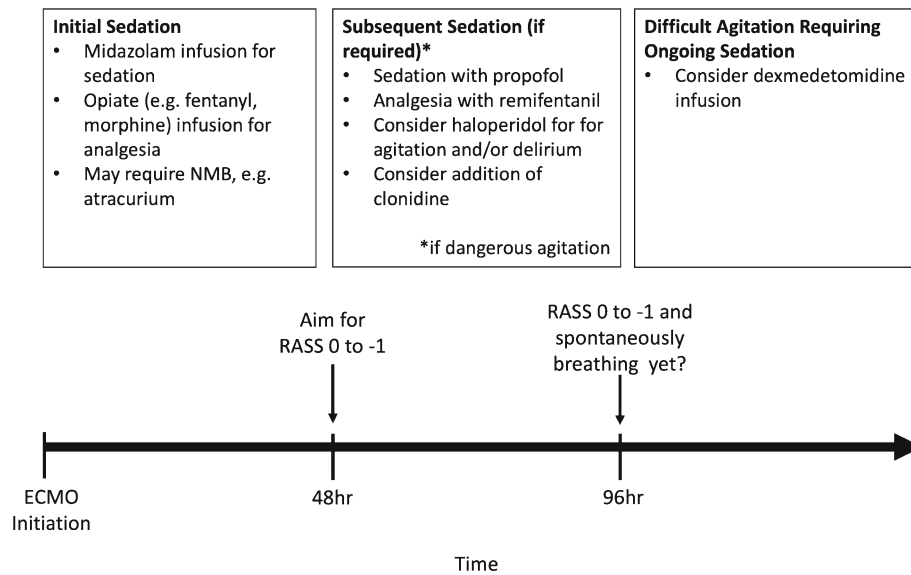 Initial Sedation
• Midazolam infusion for
sedation
• Opiate (e.g. fentanyl,
morphine) infusion for
analgesia
• May require NMB, e.g.
atracurium
Subsequent Sedation (if
required)*
• Sedation with propofol
• Analgesia with remifentanil
• Consider haloperidol for for
agitation and/or delirium
• Consider addition of
clonidine
*if dangerous agitation
Difficult Agitation Requiring
Ongoing Sedation
• Consider dexmedetomidine
infusion
Aim for
RASS 0 to -1
RASS 0 to -1 and
spontaneously
breathing yet?
ECMO
Initiation
48hr
96hr
Time